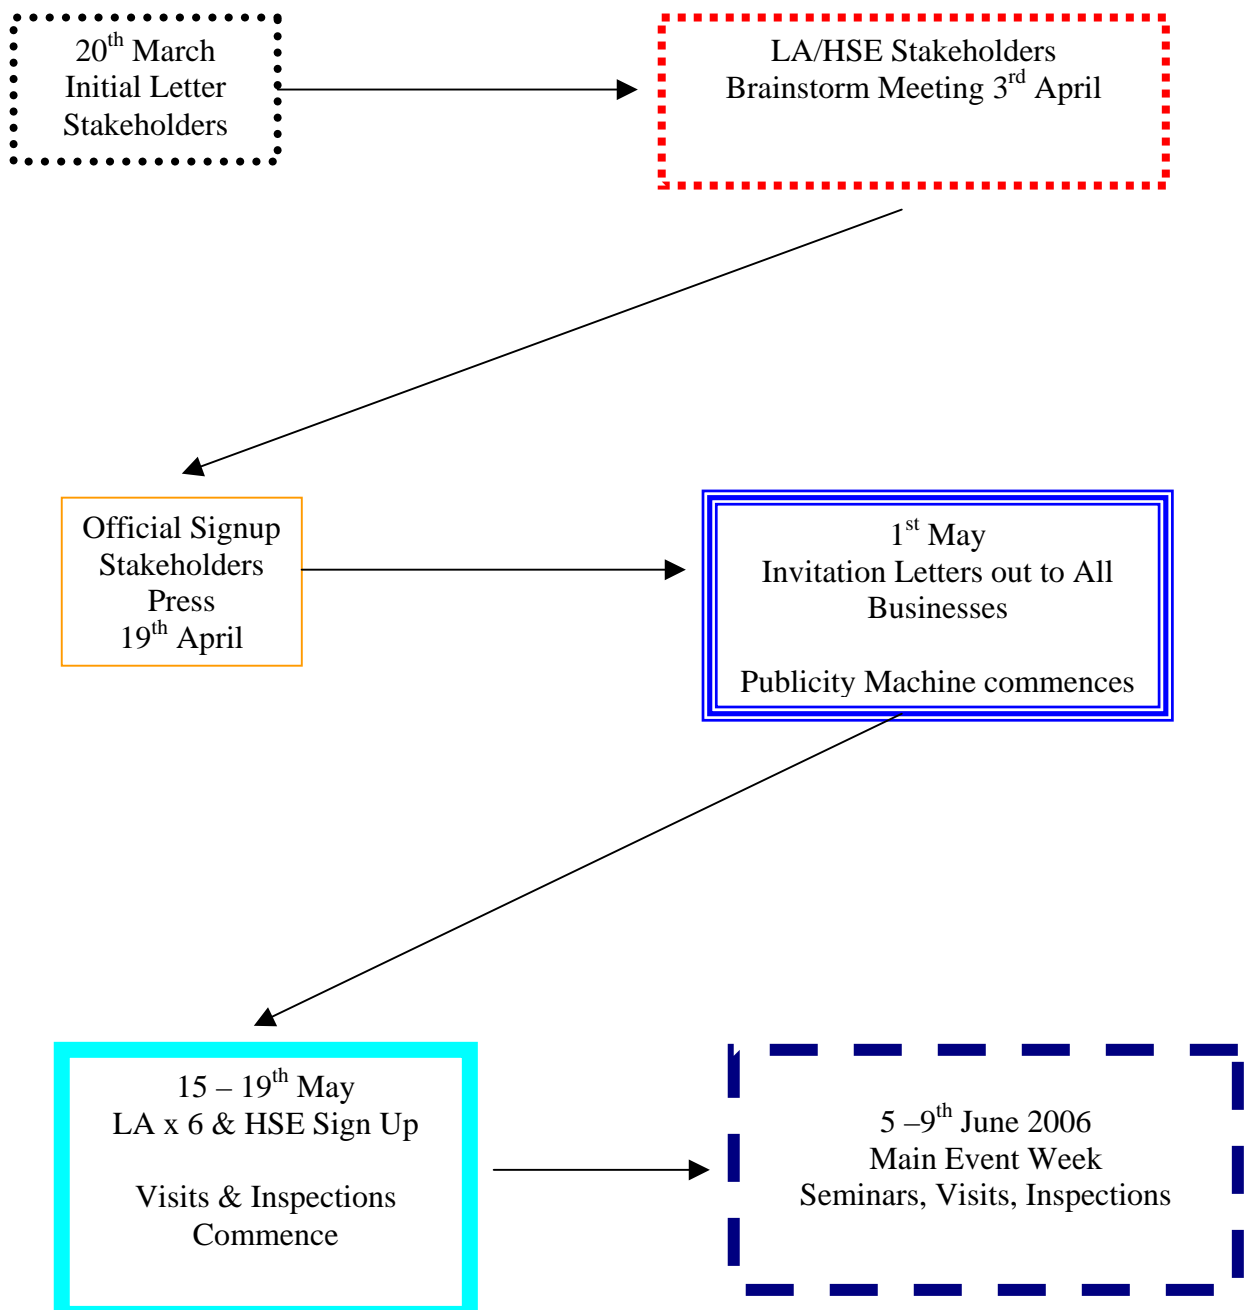 20th March
Initial Letter
Stakeholders
LA/HSE Stakeholders
Brainstorm Meeting 3rd April
Official Signup
Stakeholders
Press
19th April
1st May
Invitation Letters out to All
Businesses
Publicity Machine commences
15 – 19th May
LA x 6 & HSE Sign Up
Visits & Inspections
Commence
5 –9th June 2006
Main Event Week
Seminars, Visits, Inspections